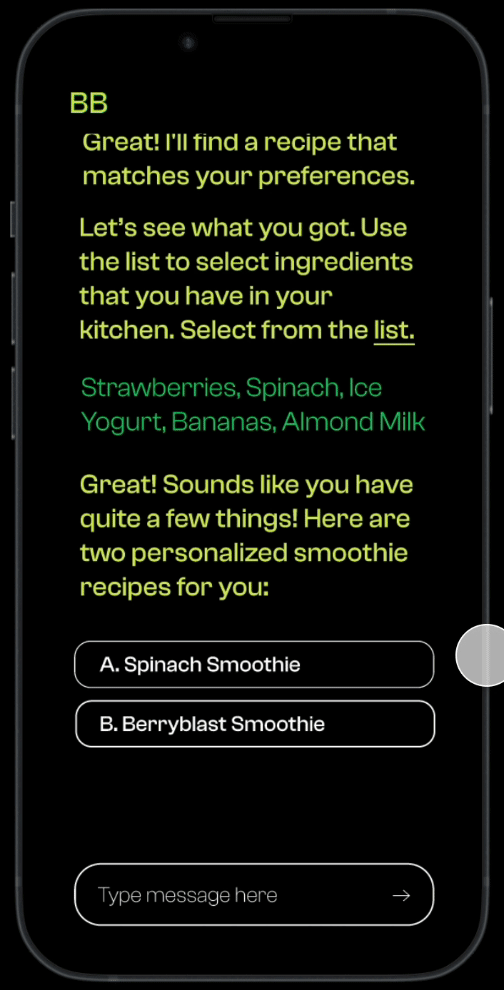 BB
Great! I'll find a recipe that
matches your preferences.
Let's see what you got. Use
the list to select ingredients
that you have in your
kitchen. Select from the list.
Strawberries, Spinach, Ice
Yogurt, Bananas, Almond Milk
Great! Sounds like you have
quite a few things! Here are
two personalized smoothie
recipes for you:
A. Spinach Smoothie
B. Berryblast Smoothie
Type message here